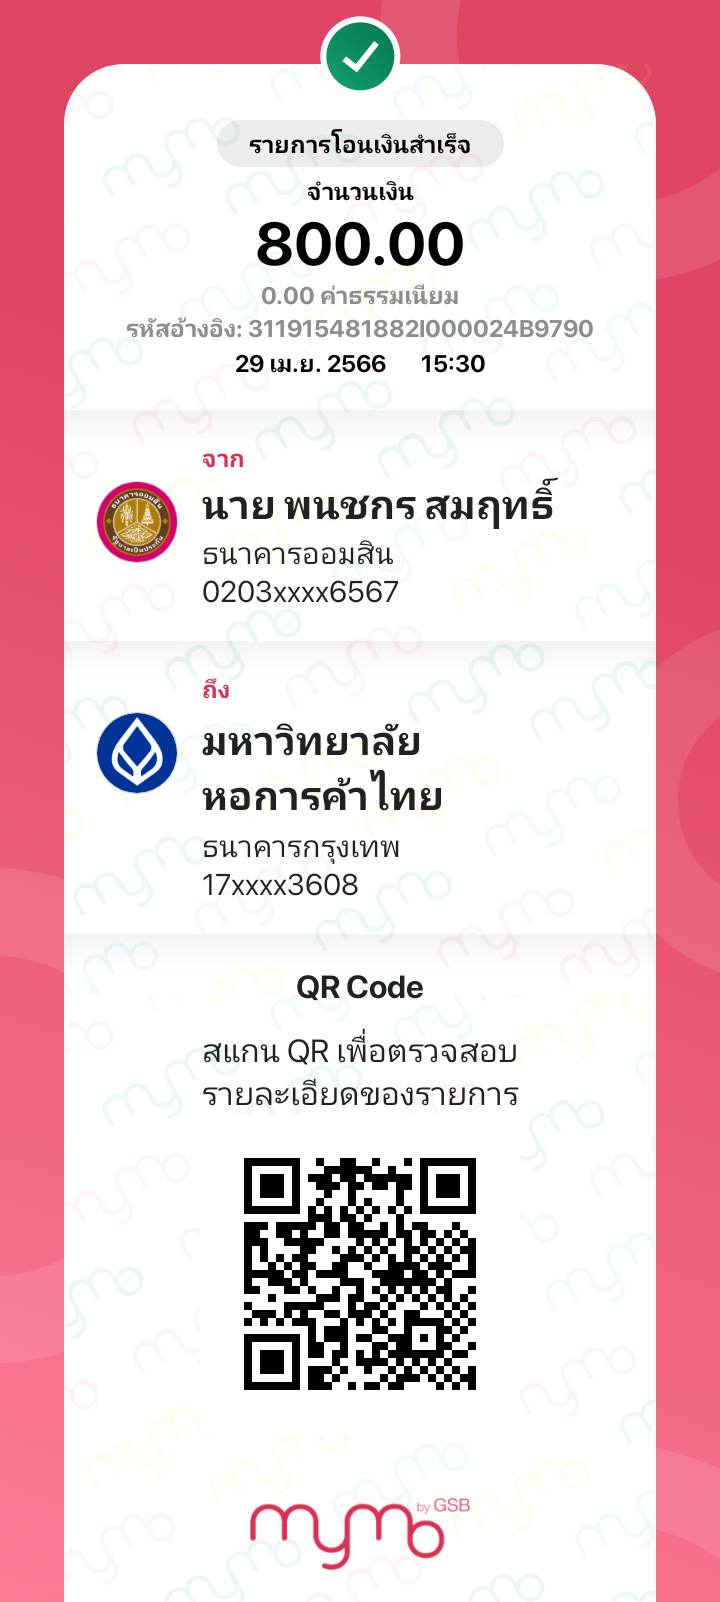 รายการโอนเงินสำเร็จ
จำนวนเงิน
800.00
0.00 ค่าธรรมเนียม
รหัสอ้างอิง: 311915481882I000024B9790
29 เม.ย. 2566 15:30
จาก
นาย พนชกร สมฤทธิ์
ธนาคารออมสิน
0203xxxx6567
ถึง
มหาวิทยาลัย
หอการค้าไทย
ธนาคารกรุงเทพ
17xxxx3608
QR Code
สแกน QR เพื่อตรวจสอบ
รายละเอียดของรายการ
mymo by GSB